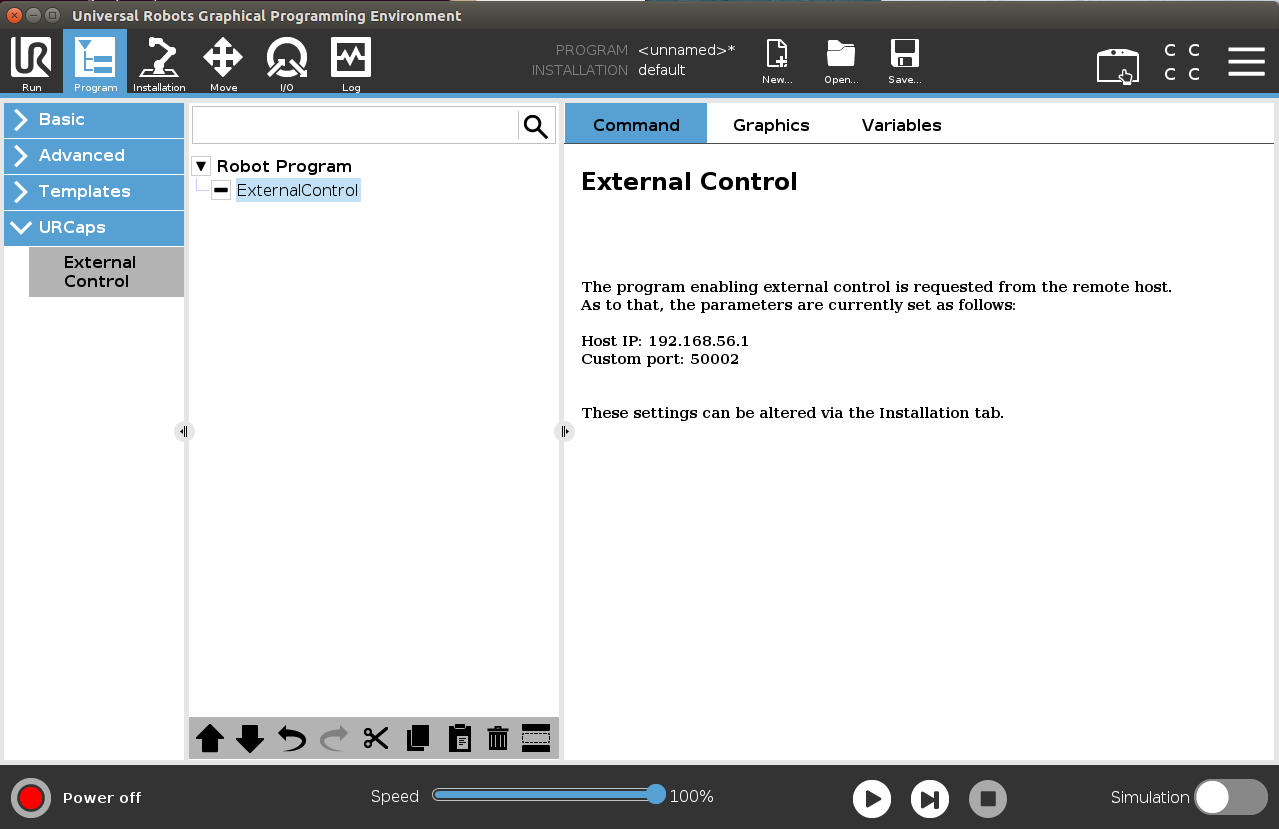 Universal Robots Graphical Programming Environment
Run
Program
Installation
Move
I/O
Log
PROGRAM <unnamed>*
INSTALLATION default
New...
Open...
Save...
C C
C C
Basic
Advanced
Templates
URCaps
External
Control
Robot Program
ExternalControl
Command
Graphics
Variables
External Control
The program enabling external control is requested from the remote host.
As to that, the parameters are currently set as follows:
Host IP: 192.168.56.1
Custom port: 50002
These settings can be altered via the Installation tab.
Power off
Speed 100%
Simulation